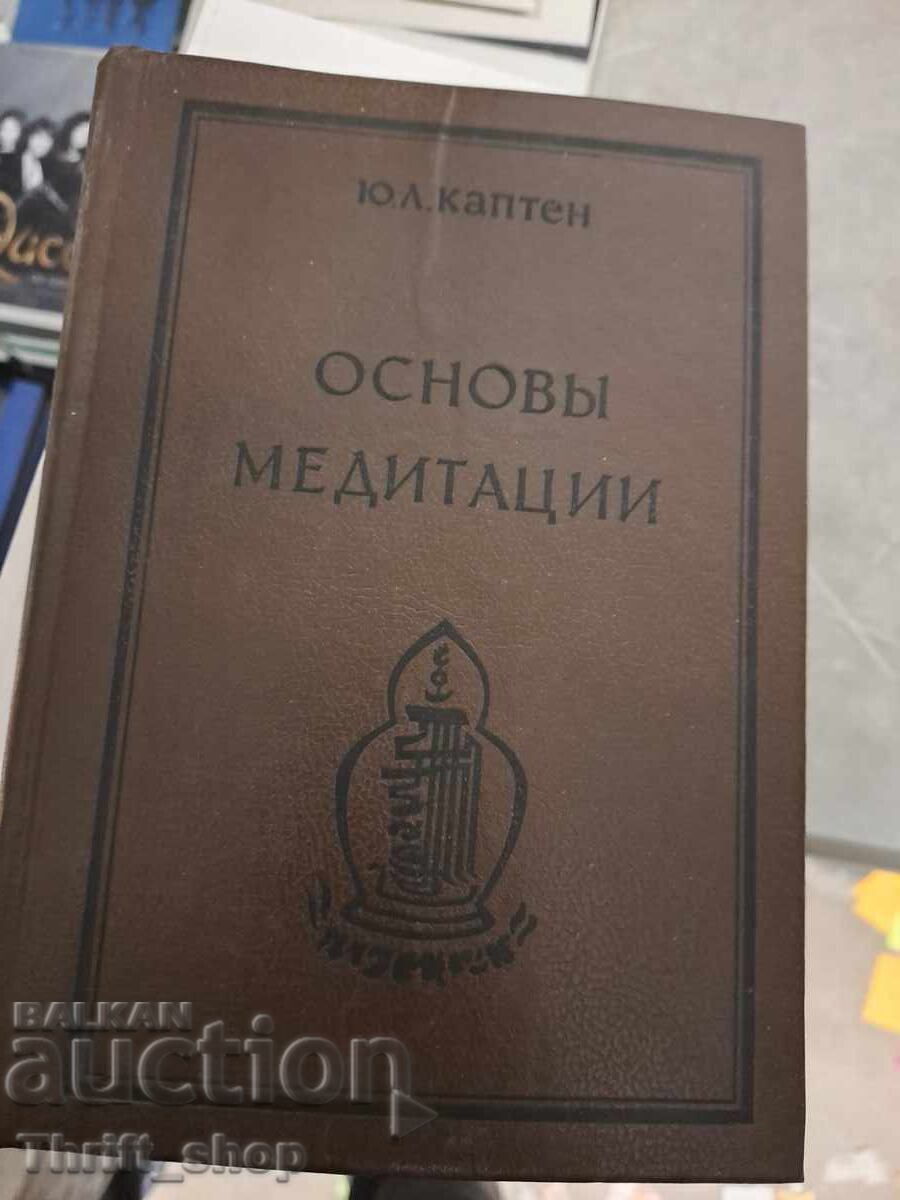 Ю.Л.Каптен
ОСНОВЫ
МЕДИТАЦИИ
BALKAN
auction
Thrift_shop